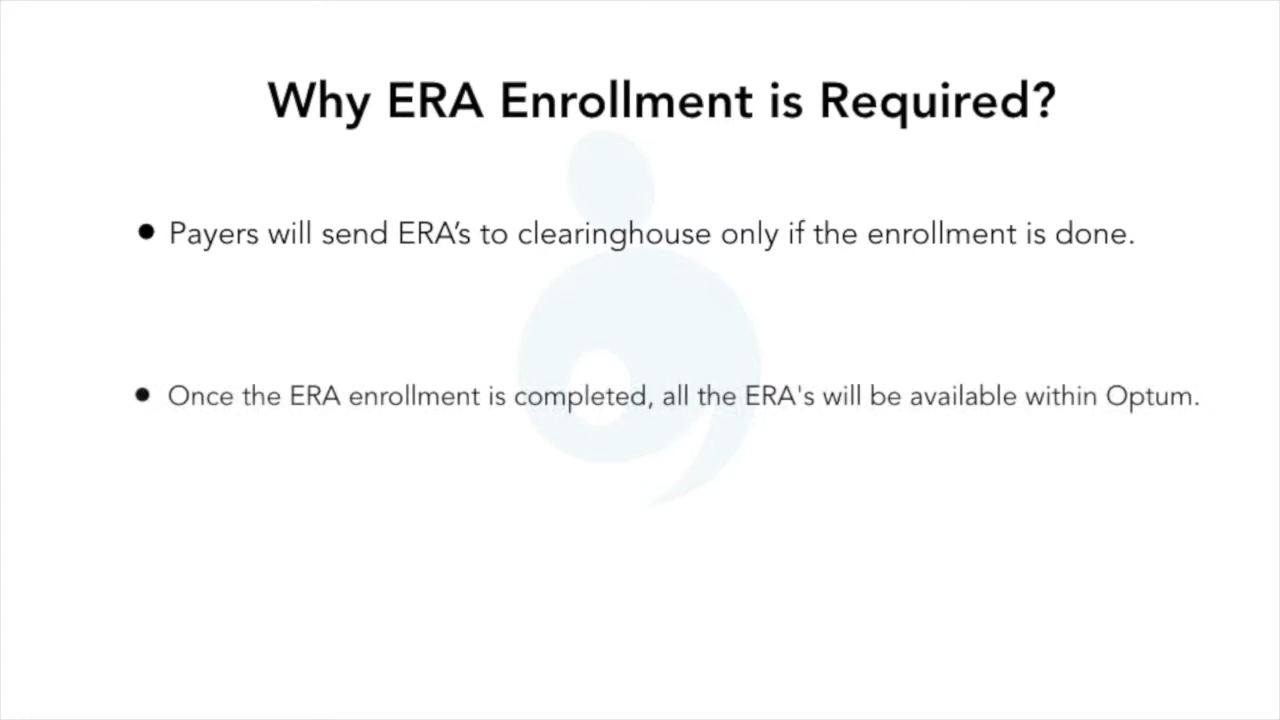 Why ERA Enrollment is Required?
● Payers will send ERA’s to clearinghouse only if the enrollment is done.
● Once the ERA enrollment is completed, all the ERA's will be available within Optum.